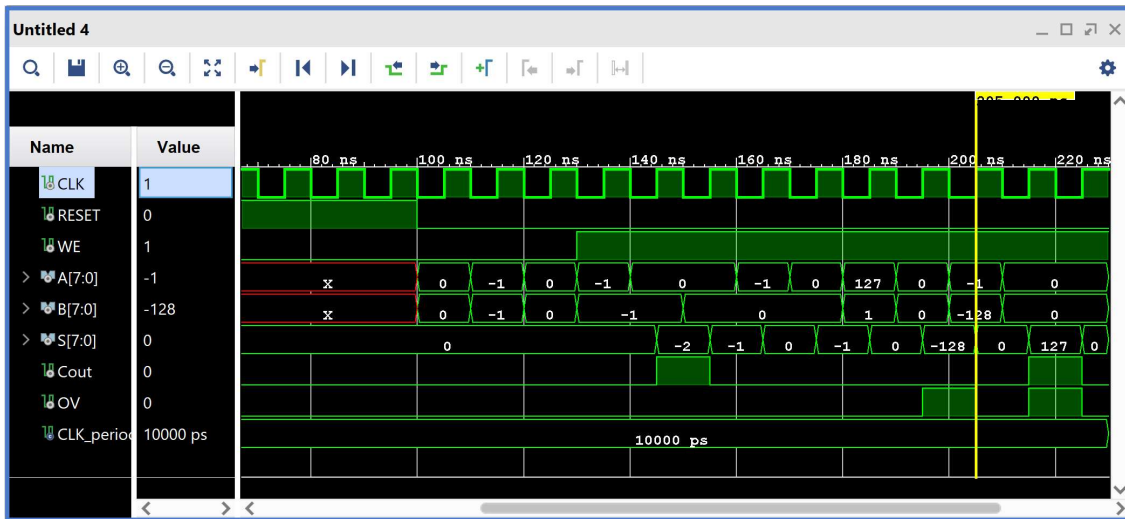 Untitled 4
Name Value
80 ns 100 ns 120 ns 140 ns 160 ns 180 ns 200 ns 220 ns
CLK 1
RESET 0
WE 1
A[7:0] -1 X 0 -1 0 -1 0 -1 0 127 0 -1 0
B[7:0] -128 X 0 -1 0 -1 0 1 0 -128 0
S[7:0] 0 0 -2 -1 0 -1 0 -128 0 127 0
Cout 0
OV 0
CLK_period 10000 ps 10000 ps